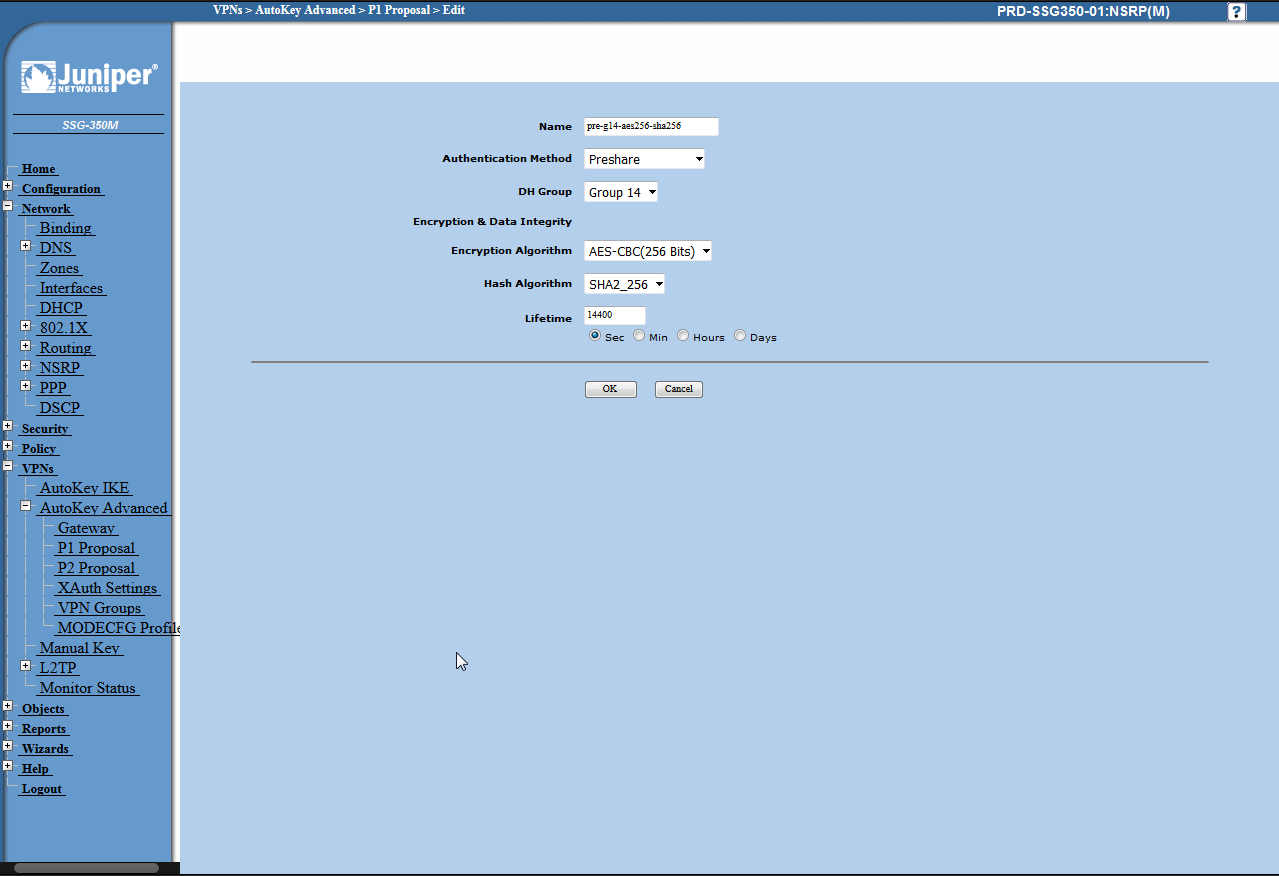 VPNs > AutoKey Advanced > P1 Proposal > Edit
PRD-SSG350-01:NSRP(M)
?
Juniper®
NETWORKS
SSG-350M
Home
Configuration
Network
Binding
DNS
Zones
Interfaces
DHCP
802.1X
Routing
NSRP
PPP
DSCP
Security
Policy
VPNs
AutoKey IKE
AutoKey Advanced
Gateway
P1 Proposal
P2 Proposal
XAuth Settings
VPN Groups
MODECFG Profile
Manual Key
L2TP
Monitor Status
Objects
Reports
Wizards
Help
Logout
Name pre-g14-aes256-sha256
Authentication Method Preshare
DH Group Group 14
Encryption & Data Integrity
Encryption Algorithm AES-CBC(256 Bits)
Hash Algorithm SHA2_256
Lifetime 14400
Sec Min Hours Days
OK Cancel